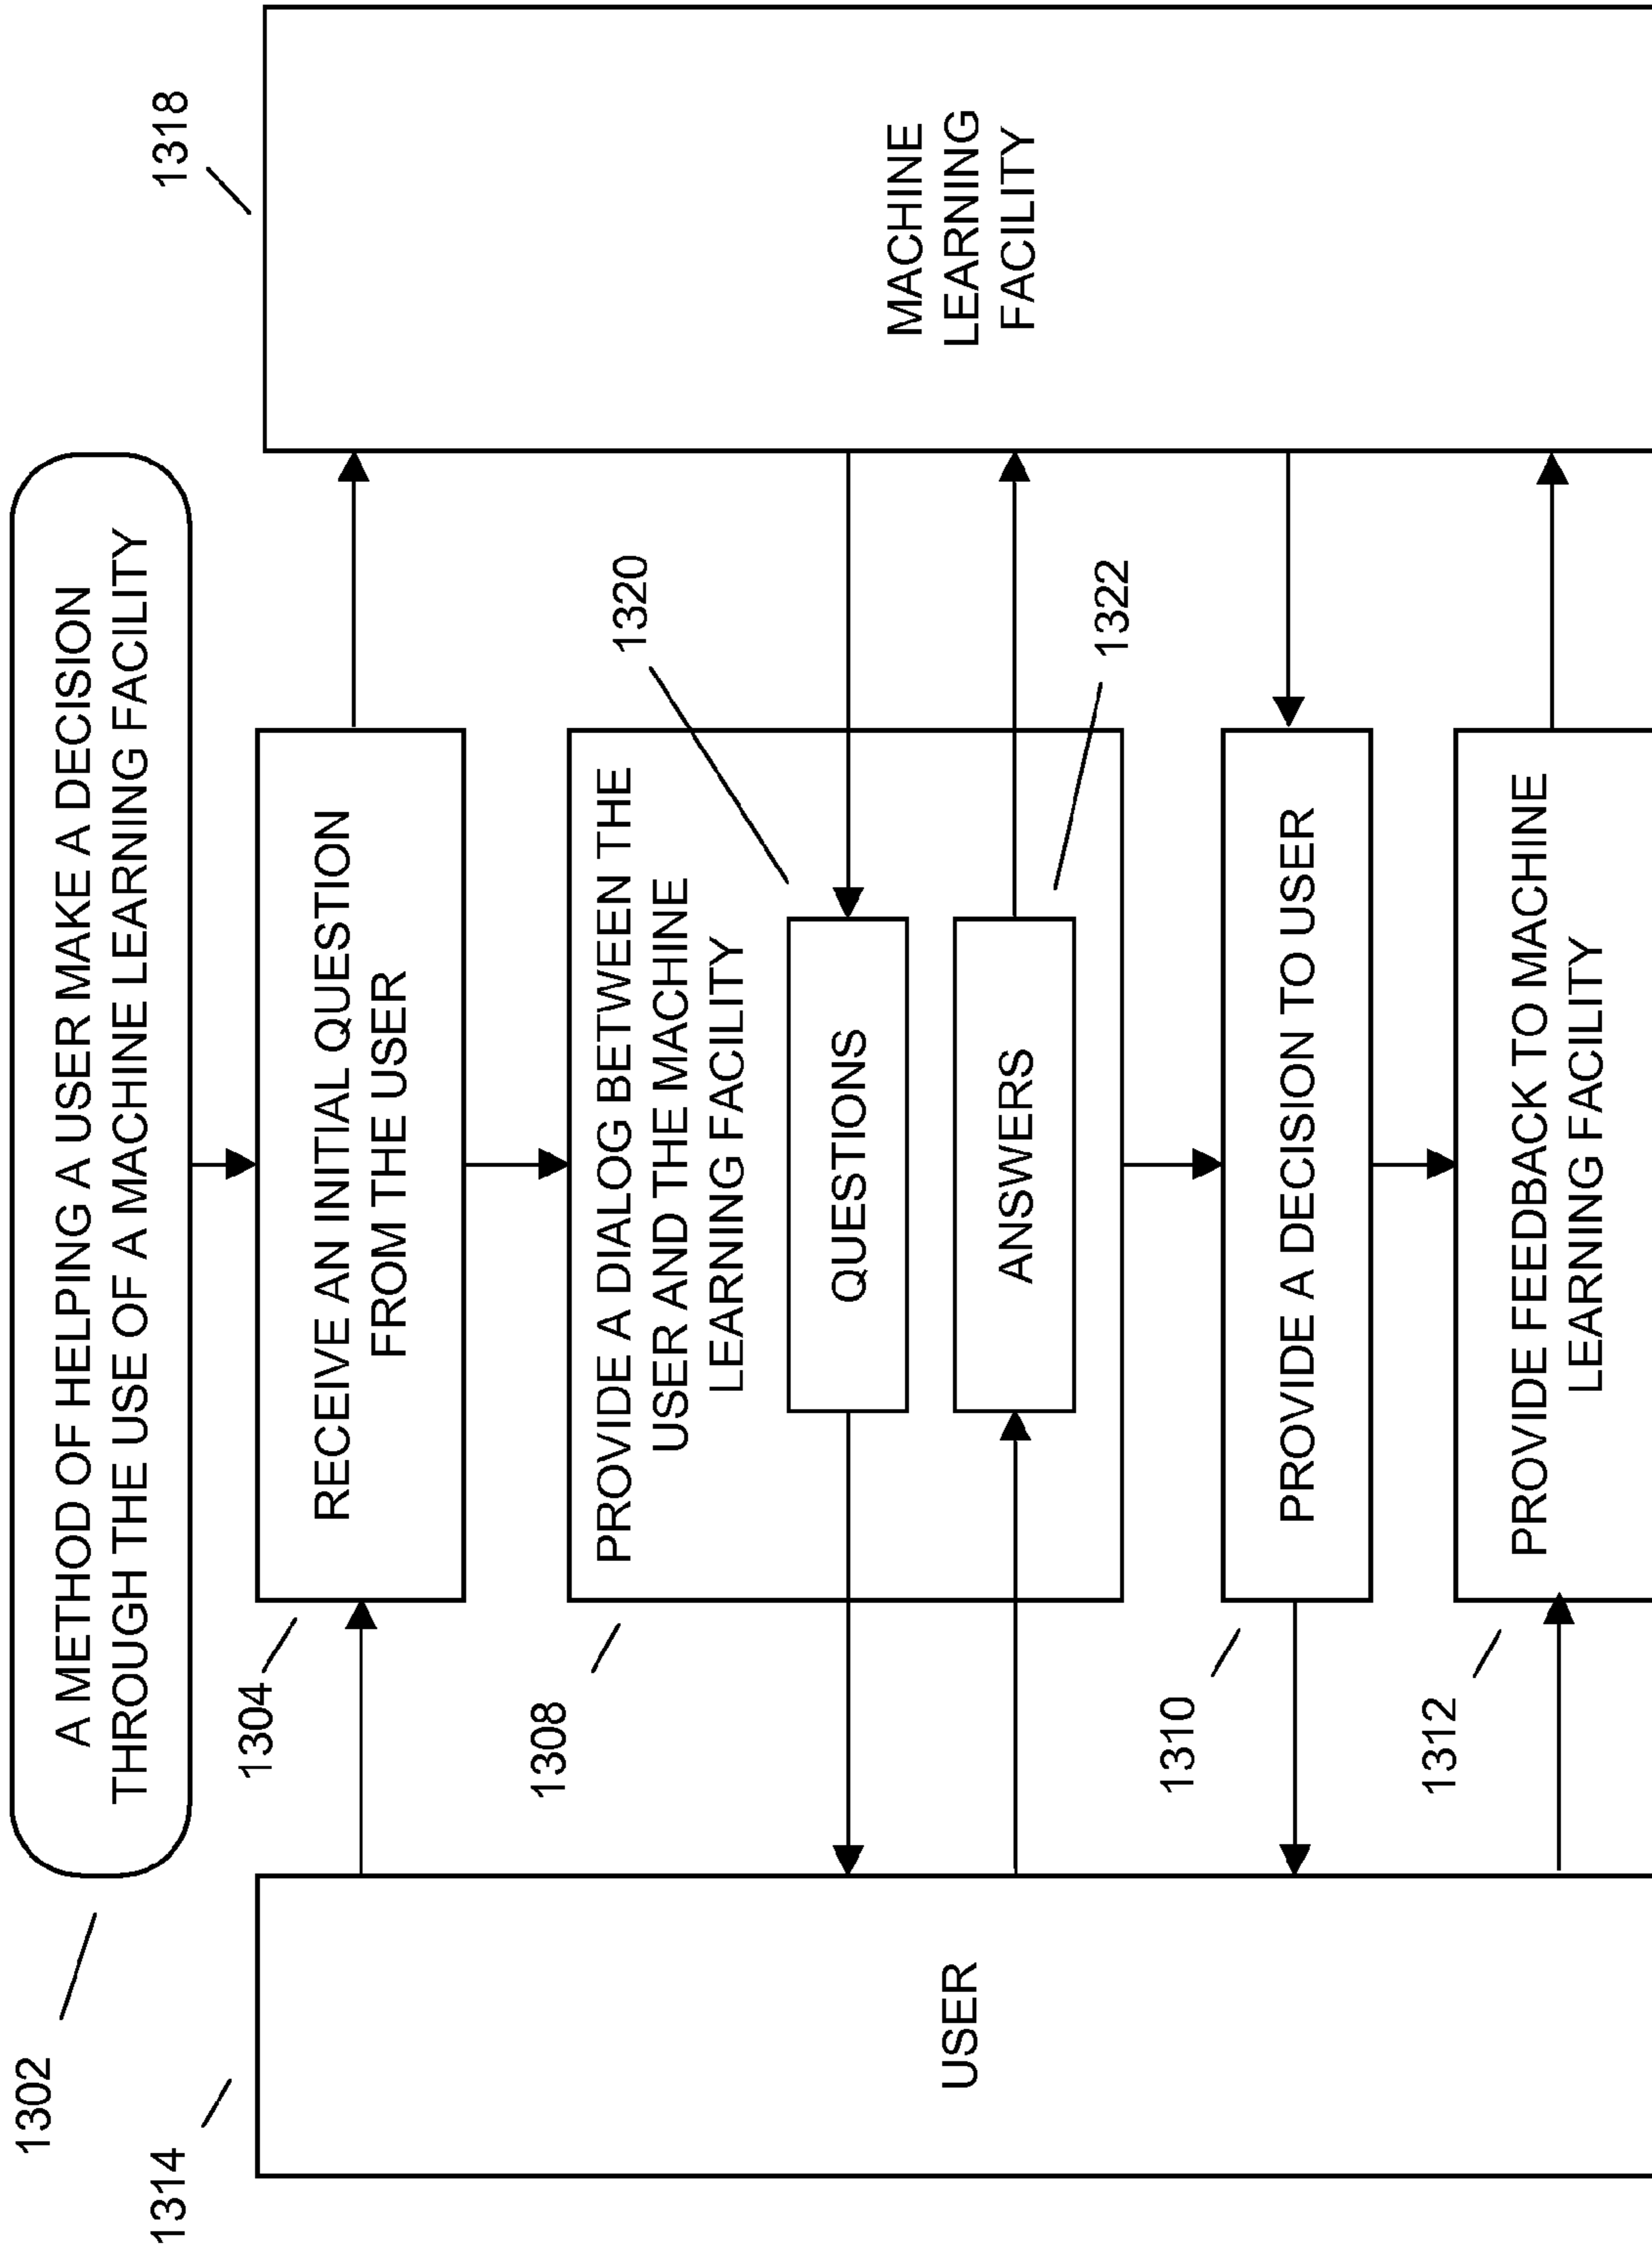 1302
A METHOD OF HELPING A USER MAKE A DECISION
THROUGH THE USE OF A MACHINE LEARNING FACILITY
1314
1304
1318
USER
RECEIVE AN INITIAL QUESTION
FROM THE USER
1308
PROVIDE A DIALOG BETWEEN THE
USER AND THE MACHINE
LEARNING FACILITY
1320
QUESTIONS
ANSWERS
1322
MACHINE
LEARNING
FACILITY
1310
PROVIDE A DECISION TO USER
1312
PROVIDE FEEDBACK TO MACHINE
LEARNING FACILITY